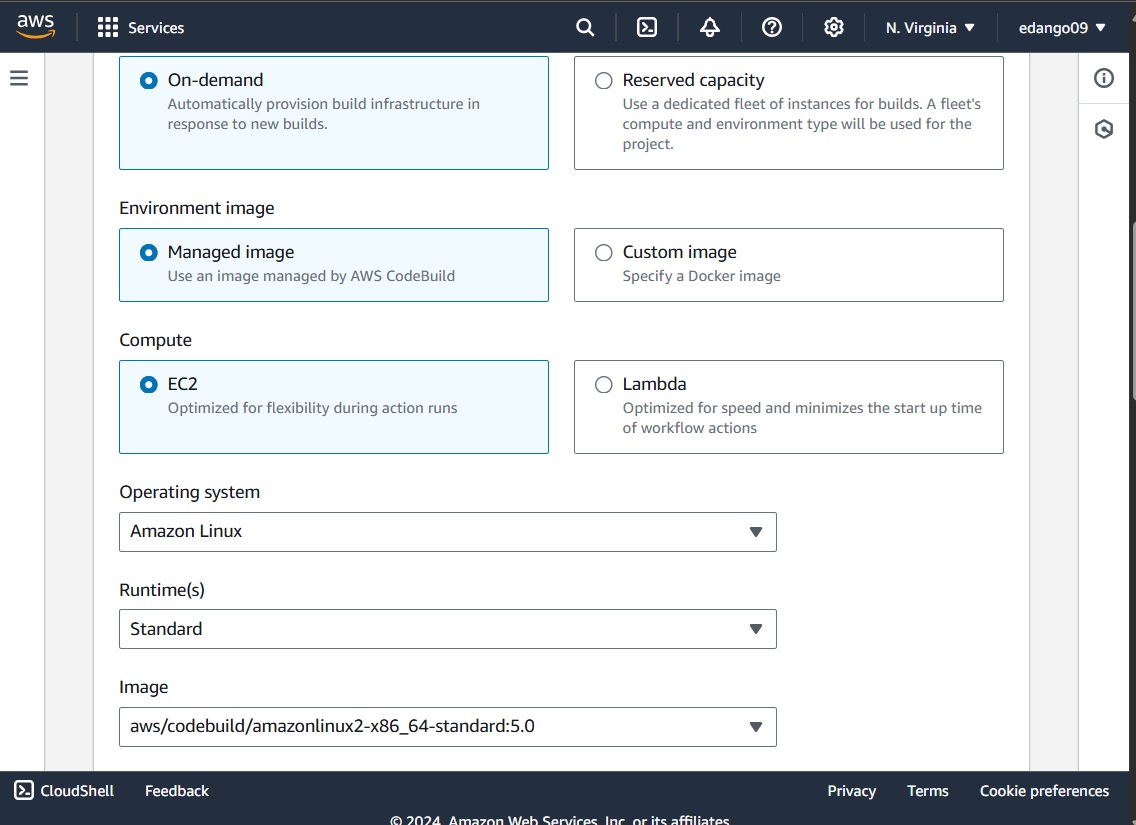 aws
Services
N. Virginia
edango09
On-demand
Automatically provision build infrastructure in
response to new builds.
Reserved capacity
Use a dedicated fleet of instances for builds. A fleet's
compute and environment type will be used for the
project.
Environment image
Managed image
Use an image managed by AWS CodeBuild
Custom image
Specify a Docker image
Compute
EC2
Optimized for flexibility during action runs
Lambda
Optimized for speed and minimizes the start up time
of workflow actions
Operating system
Amazon Linux
Runtime(s)
Standard
Image
aws/codebuild/amazonlinux2-x86_64-standard:5.0
CloudShell
Feedback
Privacy
Terms
Cookie preferences
© 2024, Amazon Web Services, Inc. or its affiliates.